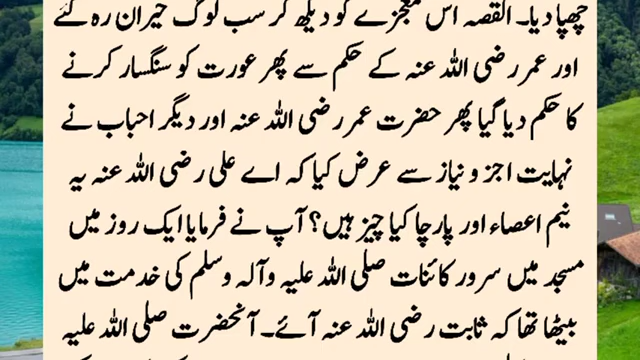 چھپا دیا۔ القصہ اس معجزے کو دیکھ کر سب لوگ حیران رہ گئے
اور عمر رضی اللہ عنہ کے حکم سے پھر عورت کو سنگسار کرنے
کا حکم دیا گیا پھر حضرت عمر رضی اللہ عنہ اور دیگر احباب نے
نہایت اجز و نیاز سے عرض کیا کہ اے علی رضی اللہ عنہ یہ
نیم اعصاء اور پارچا کیا چیز ہیں؟ آپ نے فرمایا ایک روز میں
مسجد میں سرور کائنات صلی اللہ علیہ وآلہ وسلم کی خدمت میں
بیٹھا تھا کہ ثابت رضی اللہ عنہ آئے۔ آنحضرت صلی اللہ علیہ